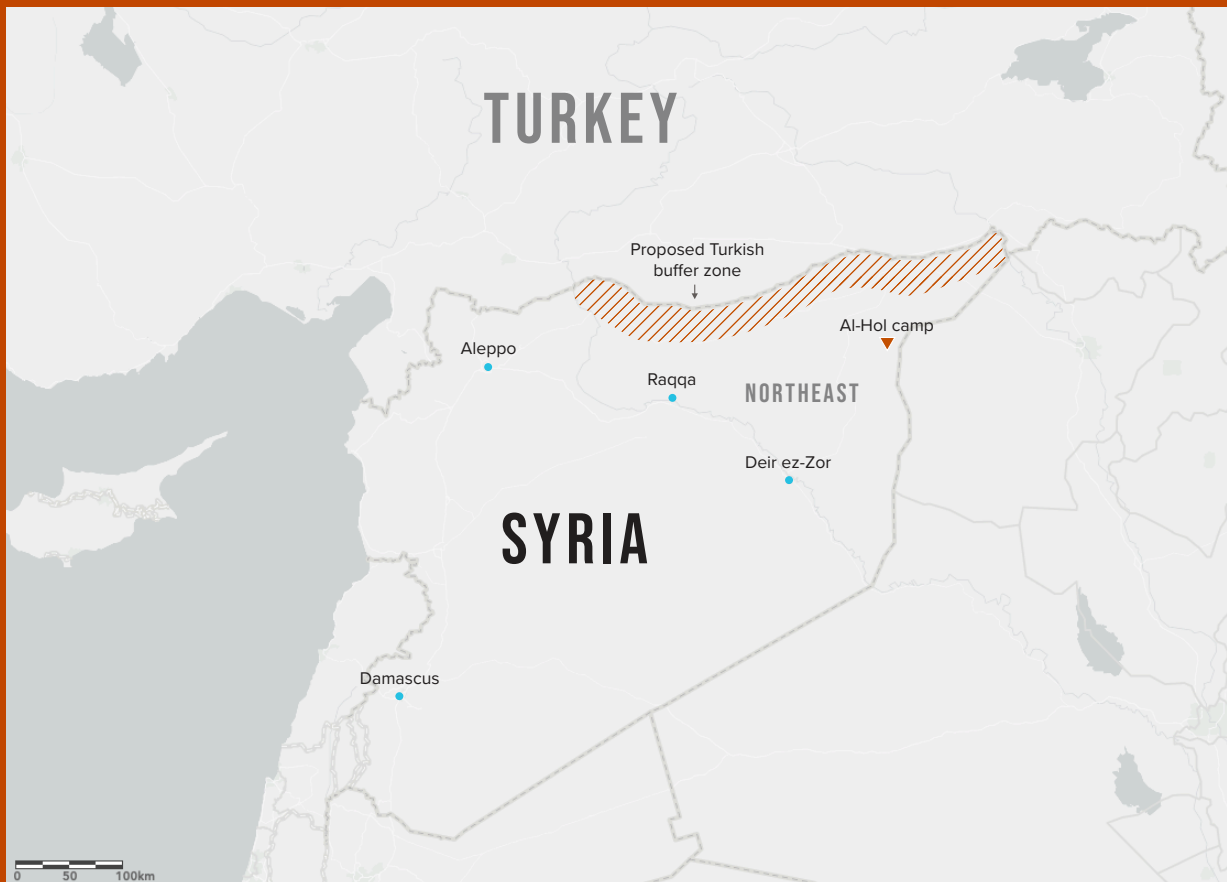 TURKEY
Proposed Turkish
buffer zone
Al-Hol camp
Aleppo
Raqqa
NORTHEAST
Deir ez-Zor
SYRIA
Damascus
0 50 100km